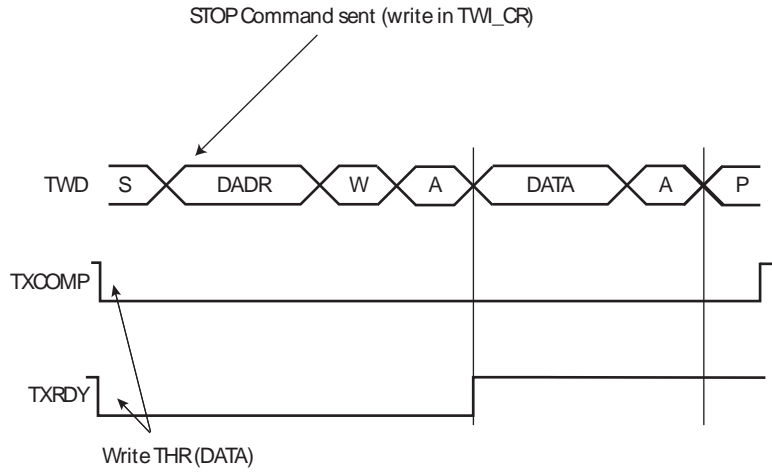 STOP Command sent (write in TWI_CR)
TWD S DADR W A DATA A P
TXCOMP
TXRDY
Write THR (DATA)